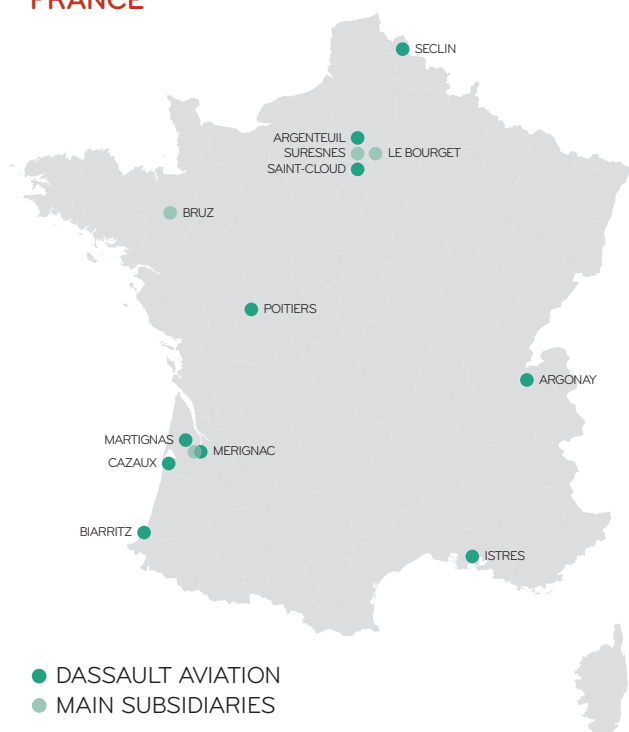 FRANCE
SECLIN
ARGENTEUIL
SURESNES
LE BOURGET
SAINT-CLOUD
BRUZ
POITIERS
ARGONAY
MARTIGNAS
MERIGNAC
CAZAUX
BIARRITZ
ISTRES
DASSAULT AVIATION
MAIN SUBSIDIARIES